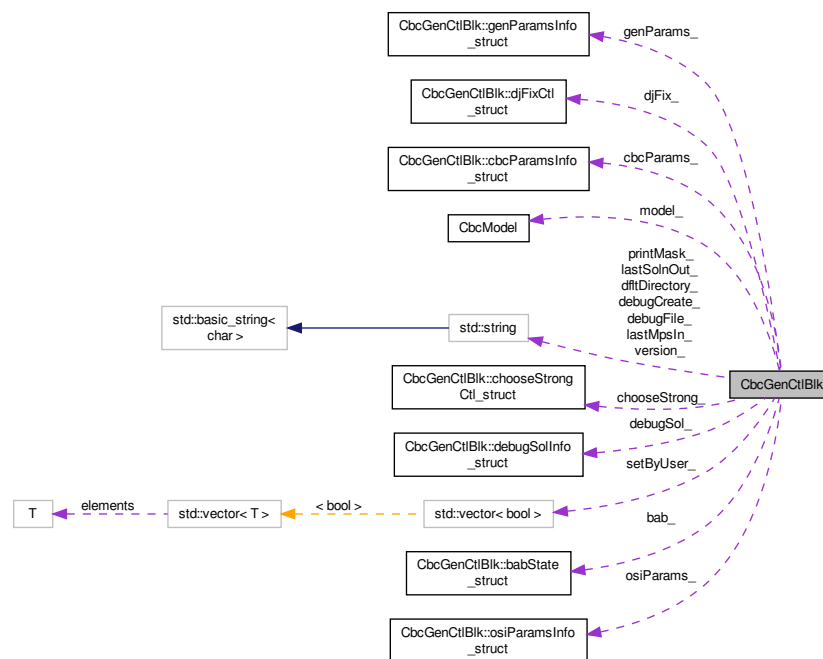 CbcGenCtlBlk::genParamsInfo
_struct
genParams_
CbcGenCtlBlk::djFixCtl
_struct
djFix_
CbcGenCtlBlk::cbcParamsInfo
_struct
cbcParams_
CbcModel
model_
printMask_
lastSolnOut_
dfltDirectory_
debugCreate_
debugFile_
lastMpsIn_
version_
std::basic_string<
char >
std::string
CbcGenCtlBlk
CbcGenCtlBlk::chooseStrong
Ctl_struct
chooseStrong_
CbcGenCtlBlk::debugSolInfo
_struct
debugSol_
setByUser_
T
elements
std::vector< T >
< bool >
std::vector< bool >
CbcGenCtlBlk::babState
_struct
bab_
CbcGenCtlBlk::osiParamsInfo
_struct
osiParams_